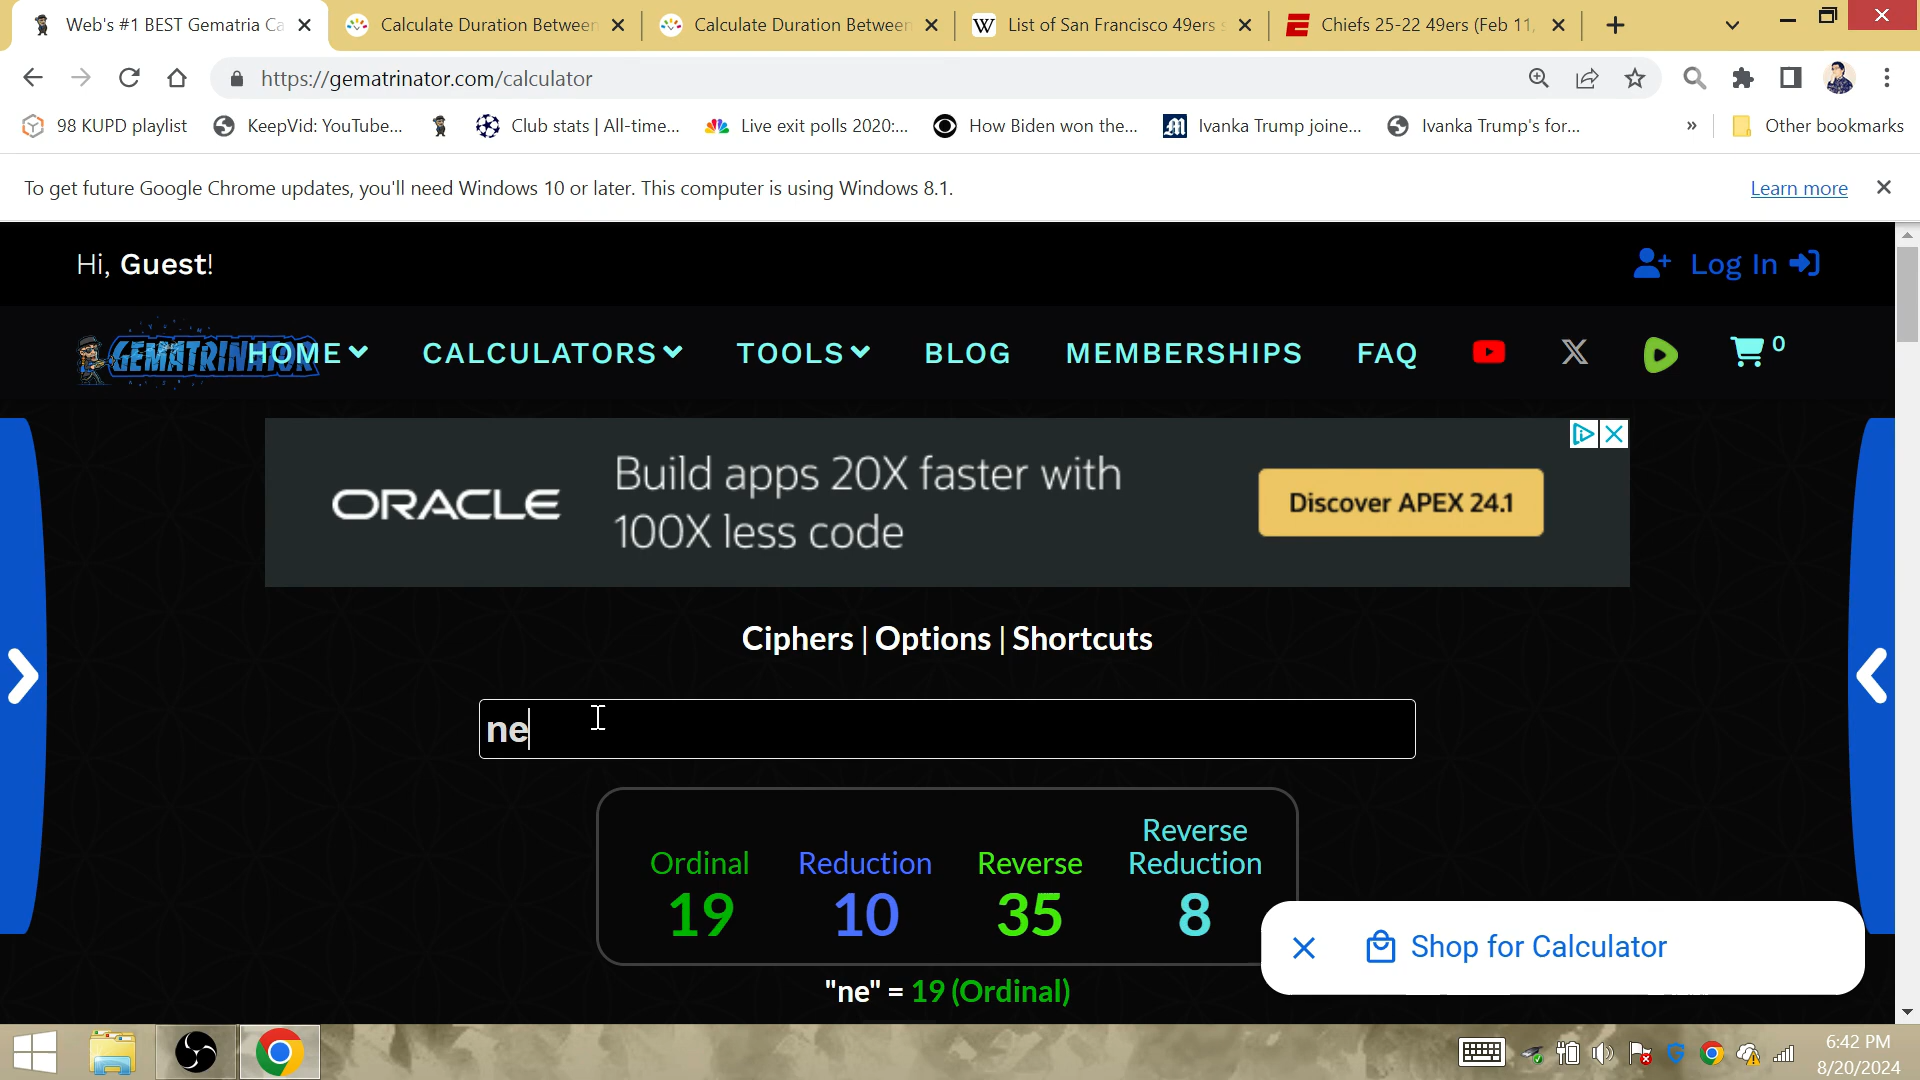 Web's #1 BEST Gematria Ca
Calculate Duration Between
Calculate Duration Between
W List of San Francisco 49ers s
Chiefs 25-22 49ers (Feb 11,
https://gematrinator.com/calculator
98 KUPD playlist
KeepVid: YouTube...
Club stats | All-time...
Live exit polls 2020:...
How Biden won the...
Ivanka Trump joine...
Ivanka Trump's for...
»
Other bookmarks
To get future Google Chrome updates, you'll need Windows 10 or later. This computer is using Windows 8.1.
Learn more
Hi, Guest!
Log In
GEMATRINATOR
HOME
CALCULATORS
TOOLS
BLOG
MEMBERSHIPS
FAQ
0
ORACLE
Build apps 20X faster with
100X less code
Discover APEX 24.1
Ciphers | Options | Shortcuts
ne
Ordinal
19
Reduction
10
Reverse
35
Reverse
Reduction
8
"ne" = 19 (Ordinal)
Shop for Calculator
6:42 PM
8/20/2024